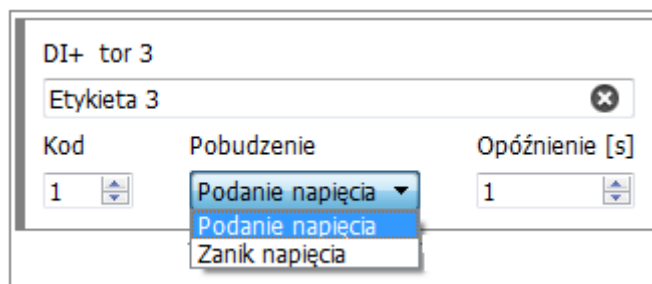 DI+ tor 3
Etykieta 3
Kod Pobudzenie Opóźnienie [s]
1 Podanie napięcia 1
Podanie napięcia
Zanik napięcia